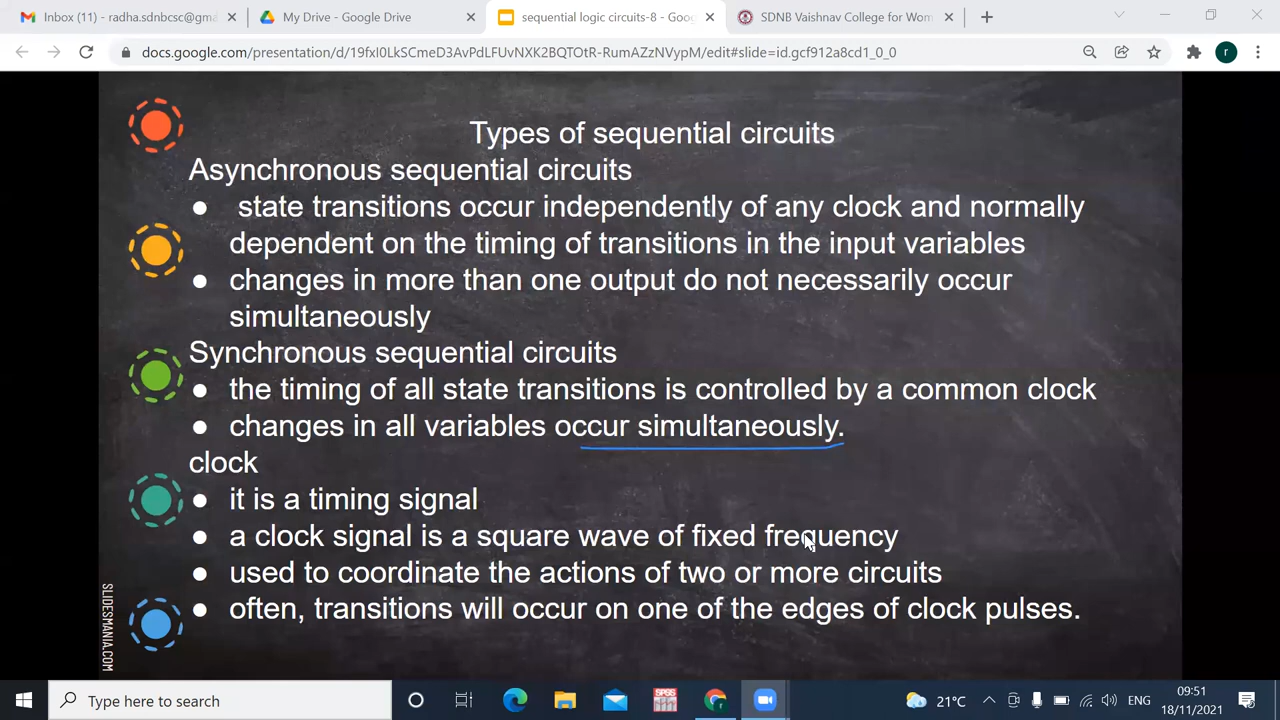 Inbox (11) - radha.sdnbcsc@gma
My Drive - Google Drive
sequential logic circuits-8 - Goo
SDNB Vaishnav College for Wom
docs.google.com/presentation/d/19fxI0LkSCmeD3AvPdLFUvNXK2BQTOtR-RumAZzNVypM/edit#slide=id.gcf912a8cd1_0_0
r
Types of sequential circuits
Asynchronous sequential circuits
● state transitions occur independently of any clock and normally
dependent on the timing of transitions in the input variables
● changes in more than one output do not necessarily occur
simultaneously
Synchronous sequential circuits
● the timing of all state transitions is controlled by a common clock
● changes in all variables occur simultaneously.
clock
● it is a timing signal
● a clock signal is a square wave of fixed frequency
● used to coordinate the actions of two or more circuits
● often, transitions will occur on one of the edges of clock pulses.
SLIDESMANIA.COM
Type here to search
SPSS
r
21°C
ENG
09:51
18/11/2021